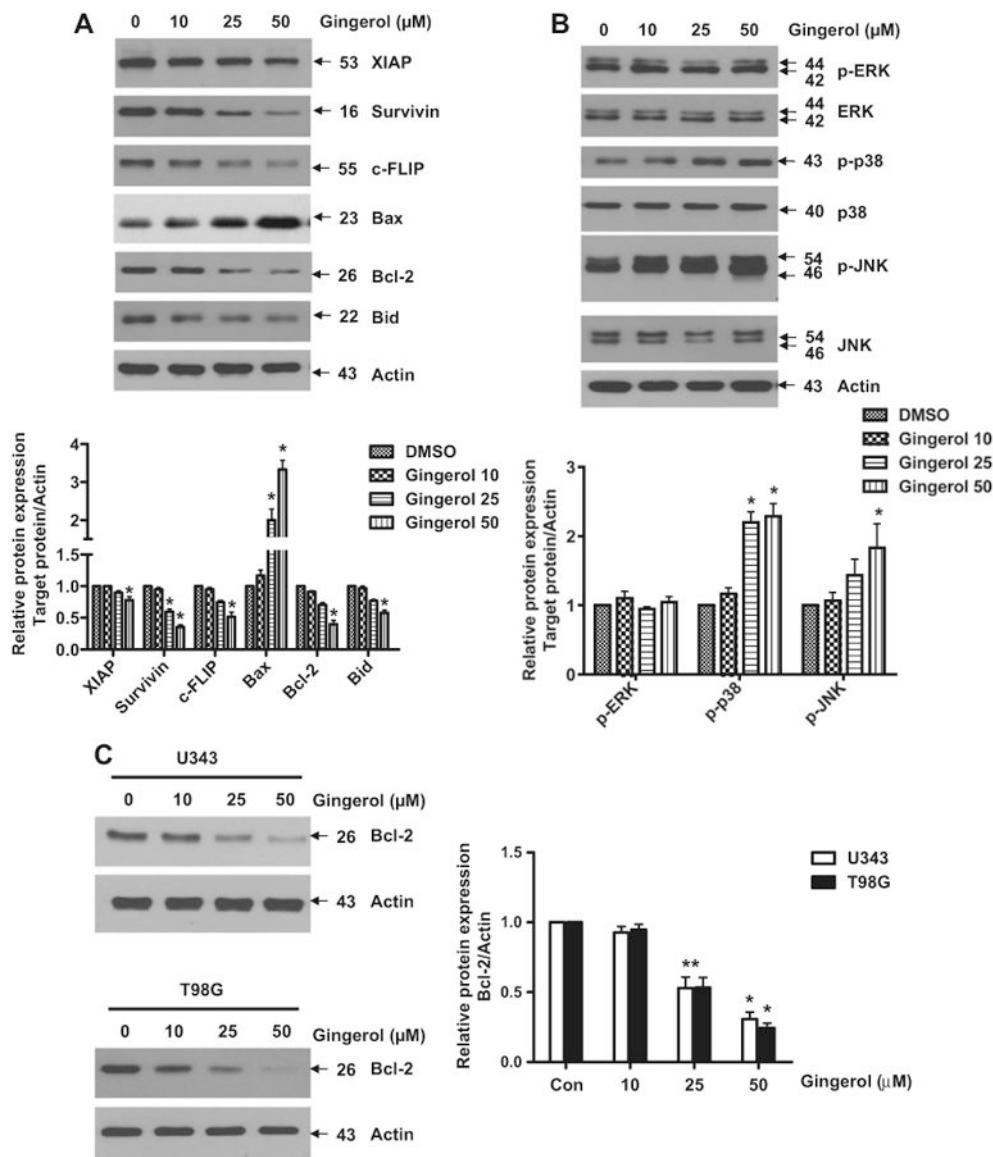 A
0 10 25 50 Gingerol (µM)
53 XIAP
16 Survivin
55 c-FLIP
23 Bax
26 Bcl-2
22 Bid
43 Actin
Relative protein expression
Target protein/Actin
4
3
2
1.0
0.5
0.0
* * * * * * * *
XIAP Survivin c-FLIP Bax Bcl-2 Bid
DMSO
Gingerol 10
Gingerol 25
Gingerol 50
B
0 10 25 50 Gingerol (µM)
44
42 p-ERK
44
42 ERK
43 p-p38
40 p38
54
46 p-JNK
54
46 JNK
43 Actin
DMSO
Gingerol 10
Gingerol 25
Gingerol 50
Relative protein expression
Target protein/Actin
3
2
1
0
* * *
p-ERK p-p38 p-JNK
C
U343
0 10 25 50 Gingerol (µM)
26 Bcl-2
43 Actin
T98G
0 10 25 50 Gingerol (µM)
26 Bcl-2
43 Actin
Relative protein expression
Bcl-2/Actin
1.5
1.0
0.5
0.0
** * *
Con 10 25 50 Gingerol (µM)
U343
T98G